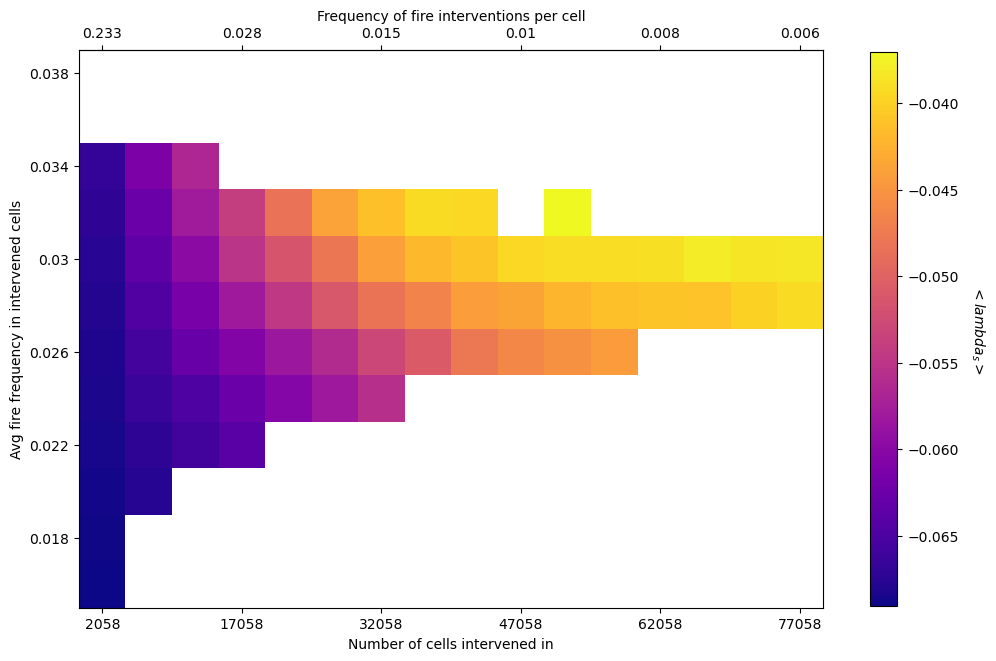 Frequency of fire interventions per cell
0.233 0.028 0.015 0.01 0.008 0.006
Avg fire frequency in intervened cells
0.038
0.034
0.03
0.026
0.022
0.018
2058 17058 32058 47058 62058 77058
Number of cells intervened in
−0.040
−0.045
−0.050
−0.055
−0.060
−0.065
< lambdaₛ >